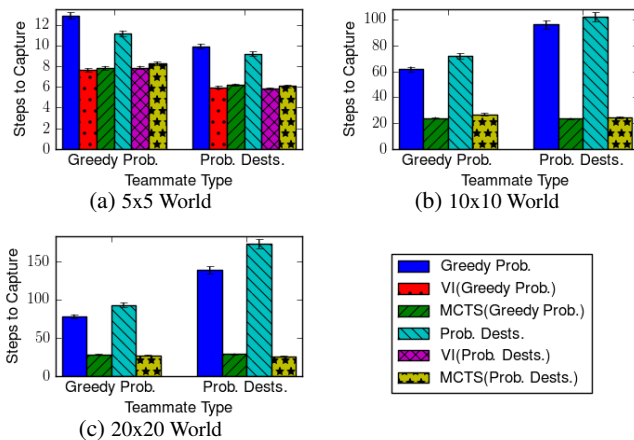 12
10
8
6
4
2
0
Steps to Capture
Greedy Prob.
Prob. Dests.
Teammate Type
(a) 5x5 World
100
80
60
40
20
0
Steps to Capture
Greedy Prob.
Prob. Dests.
Teammate Type
(b) 10x10 World
150
100
50
0
Steps to Capture
Greedy Prob.
Prob. Dests.
Teammate Type
(c) 20x20 World
Greedy Prob.
VI(Greedy Prob.)
MCTS(Greedy Prob.)
Prob. Dests.
VI(Prob. Dests.)
MCTS(Prob. Dests.)